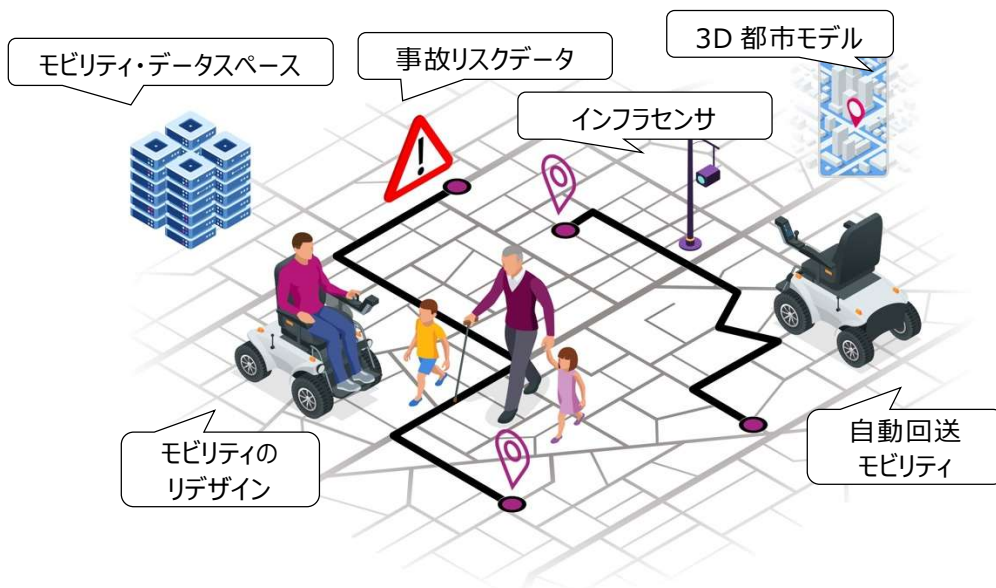 モビリティ・データスペース
事故リスクデータ
3D 都市モデル
インフラセンサ
モビリティの
リデザイン
自動回送
モビリティ